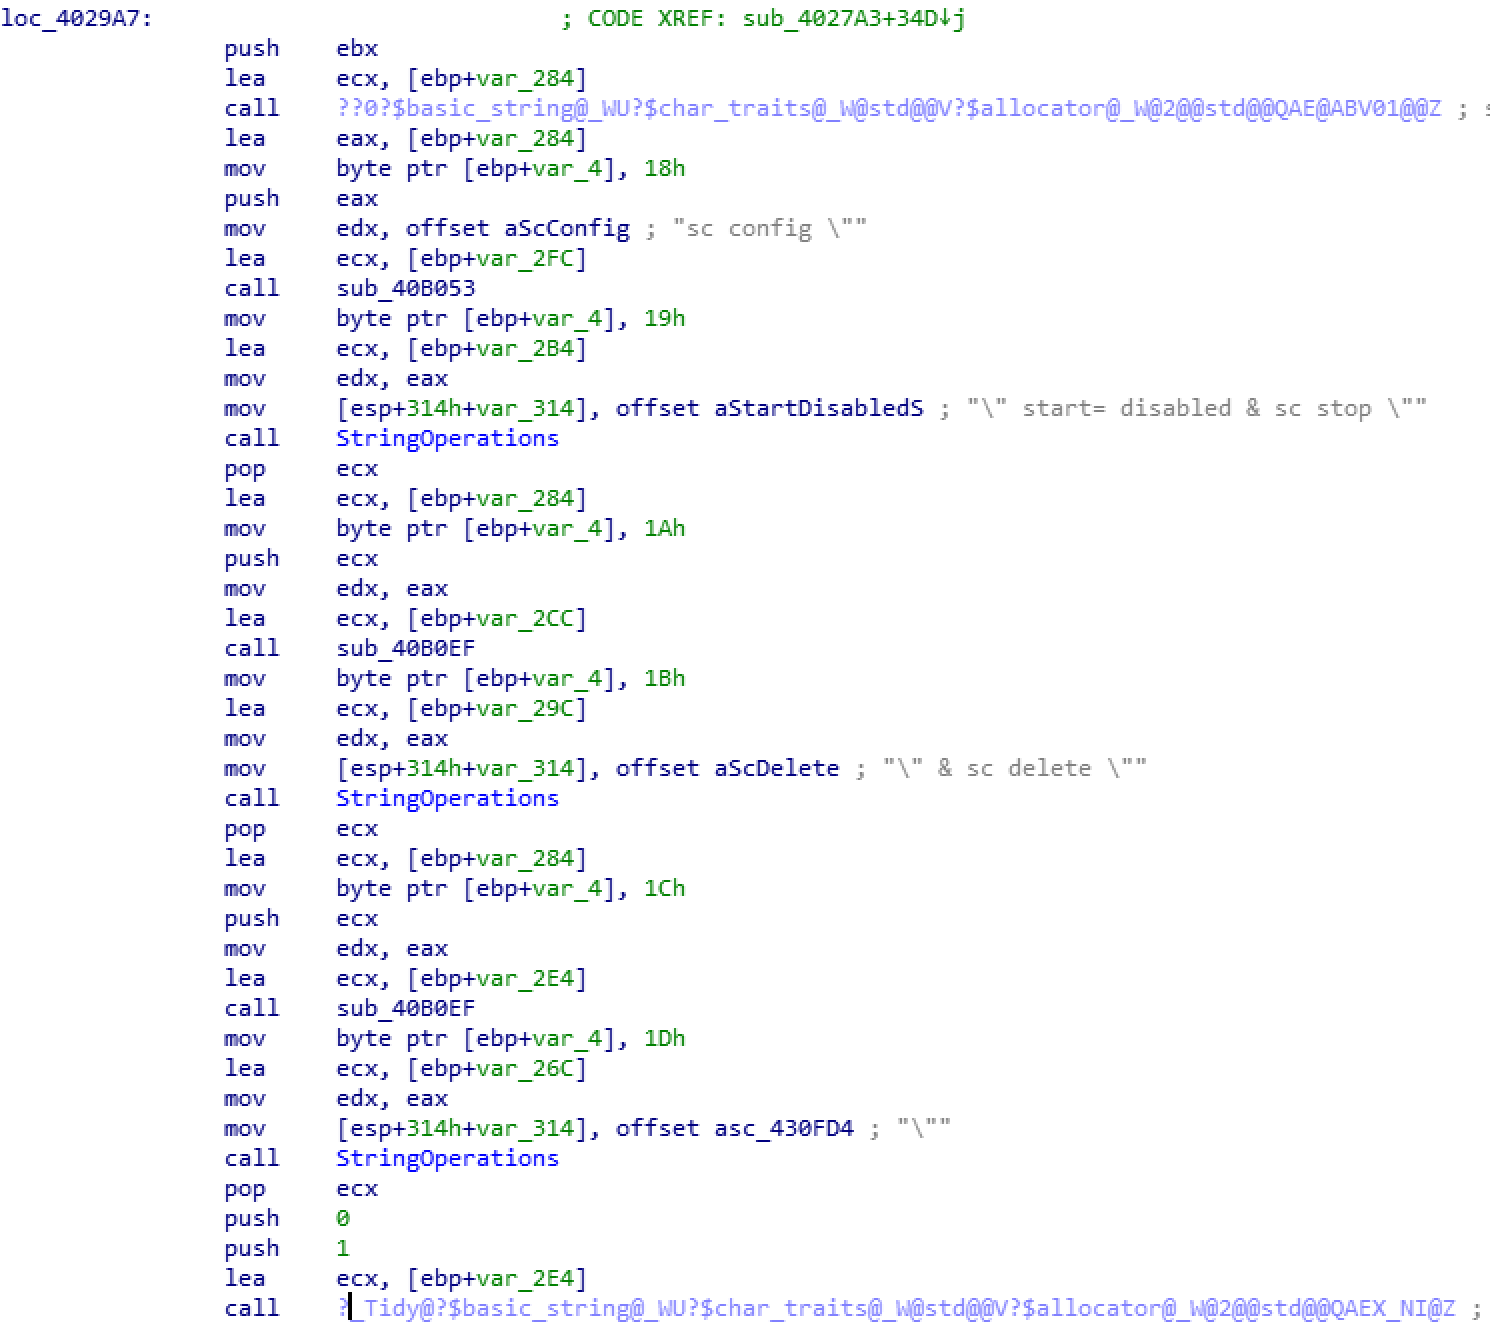 loc_4029A7: ; CODE XREF: sub_4027A3+34D↓j
push ebx
lea ecx, [ebp+var_284]
call ??0?$basic_string@_WU?$char_traits@_W@std@@V?$allocator@_W@2@@std@@QAE@ABV01@@Z ; s
lea eax, [ebp+var_284]
mov byte ptr [ebp+var_4], 18h
push eax
mov edx, offset aScConfig ; "sc config \""
lea ecx, [ebp+var_2FC]
call sub_40B053
mov byte ptr [ebp+var_4], 19h
lea ecx, [ebp+var_2B4]
mov edx, eax
mov [esp+314h+var_314], offset aStartDisabledS ; "\" start= disabled & sc stop \""
call StringOperations
pop ecx
lea ecx, [ebp+var_284]
mov byte ptr [ebp+var_4], 1Ah
push ecx
mov edx, eax
lea ecx, [ebp+var_2CC]
call sub_40B0EF
mov byte ptr [ebp+var_4], 1Bh
lea ecx, [ebp+var_29C]
mov edx, eax
mov [esp+314h+var_314], offset aScDelete ; "\" & sc delete \""
call StringOperations
pop ecx
lea ecx, [ebp+var_284]
mov byte ptr [ebp+var_4], 1Ch
push ecx
mov edx, eax
lea ecx, [ebp+var_2E4]
call sub_40B0EF
mov byte ptr [ebp+var_4], 1Dh
lea ecx, [ebp+var_26C]
mov edx, eax
mov [esp+314h+var_314], offset asc_430FD4 ; "\""
call StringOperations
pop ecx
push 0
push 1
lea ecx, [ebp+var_2E4]
call ?_Tidy@?$basic_string@_WU?$char_traits@_W@std@@V?$allocator@_W@2@@std@@QAEX_NI@Z ;